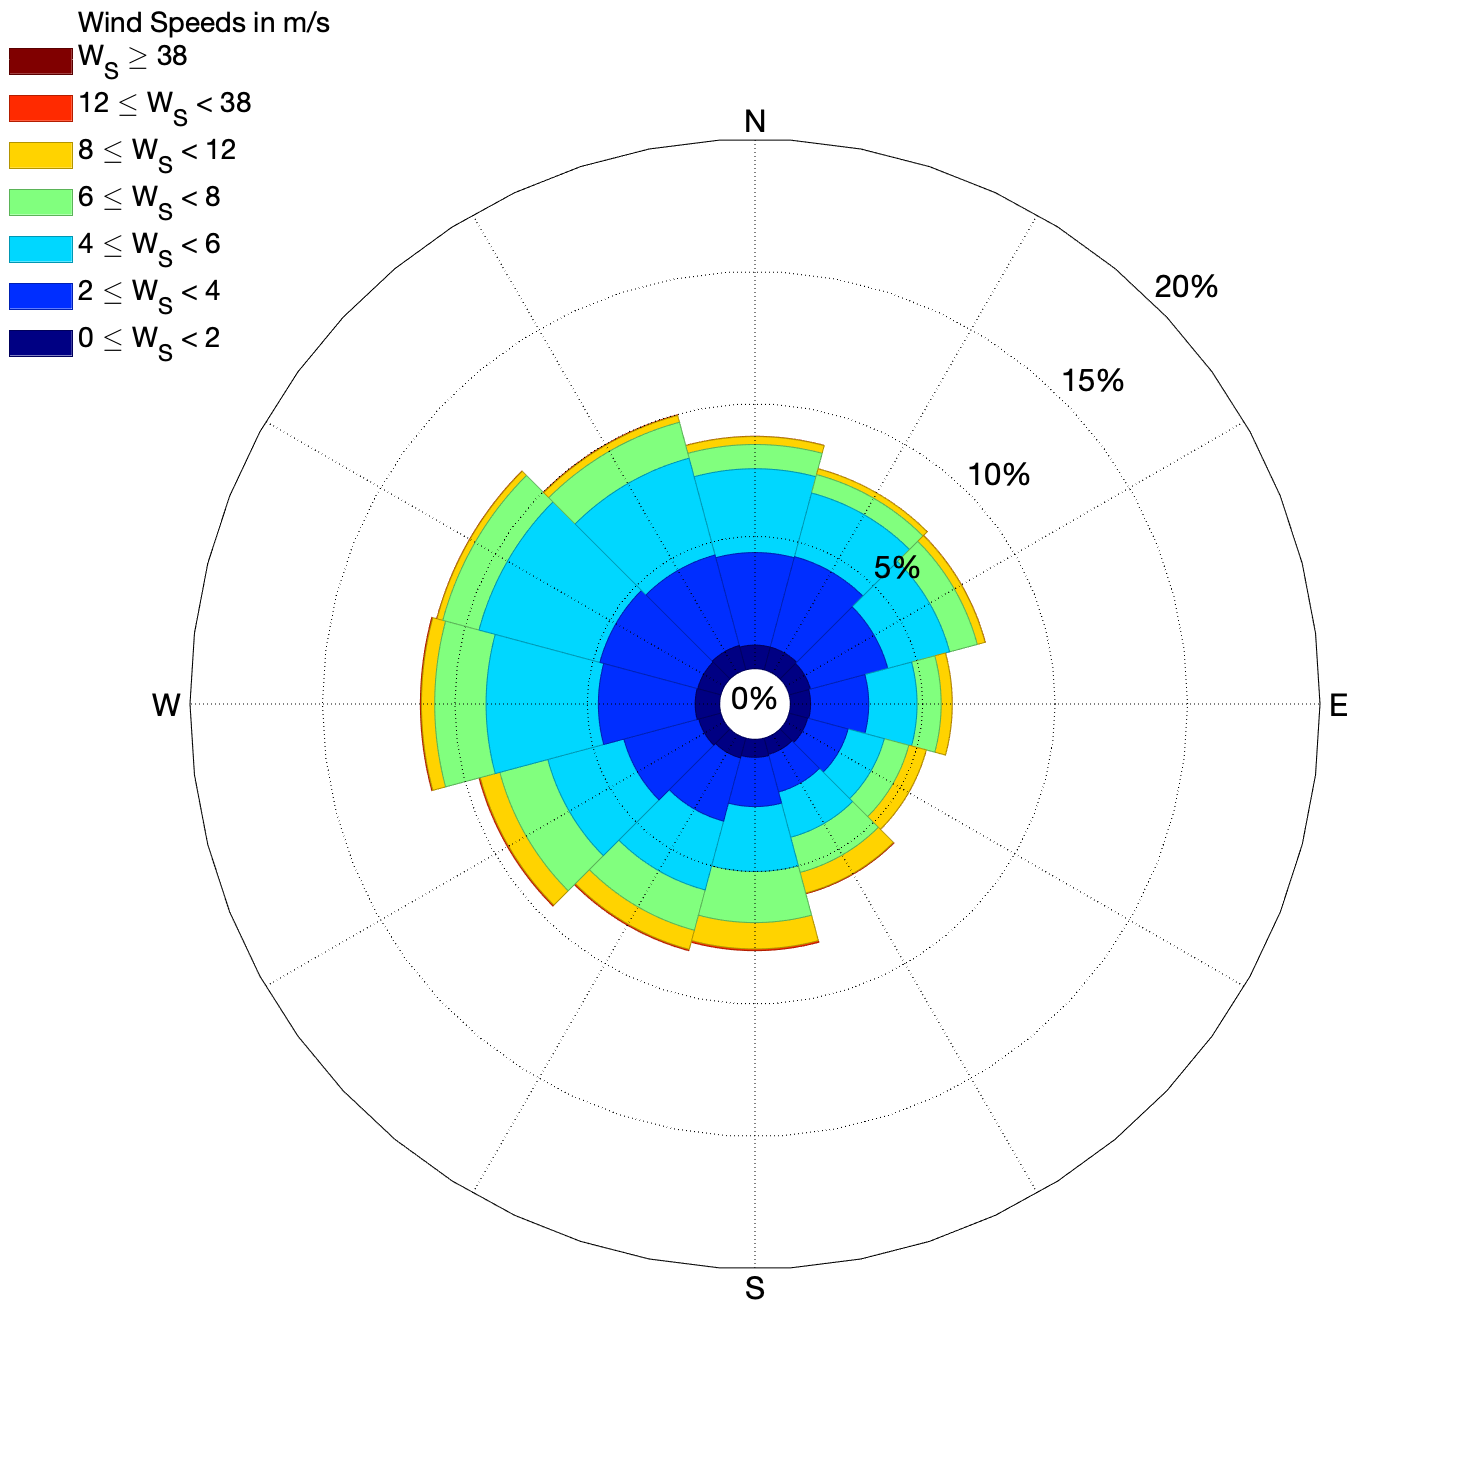 Wind Speeds in m/s
W_S ≥ 38
12 ≤ W_S < 38
8 ≤ W_S < 12
6 ≤ W_S < 8
4 ≤ W_S < 6
2 ≤ W_S < 4
0 ≤ W_S < 2
N
20%
15%
10%
5%
0%
W
E
S